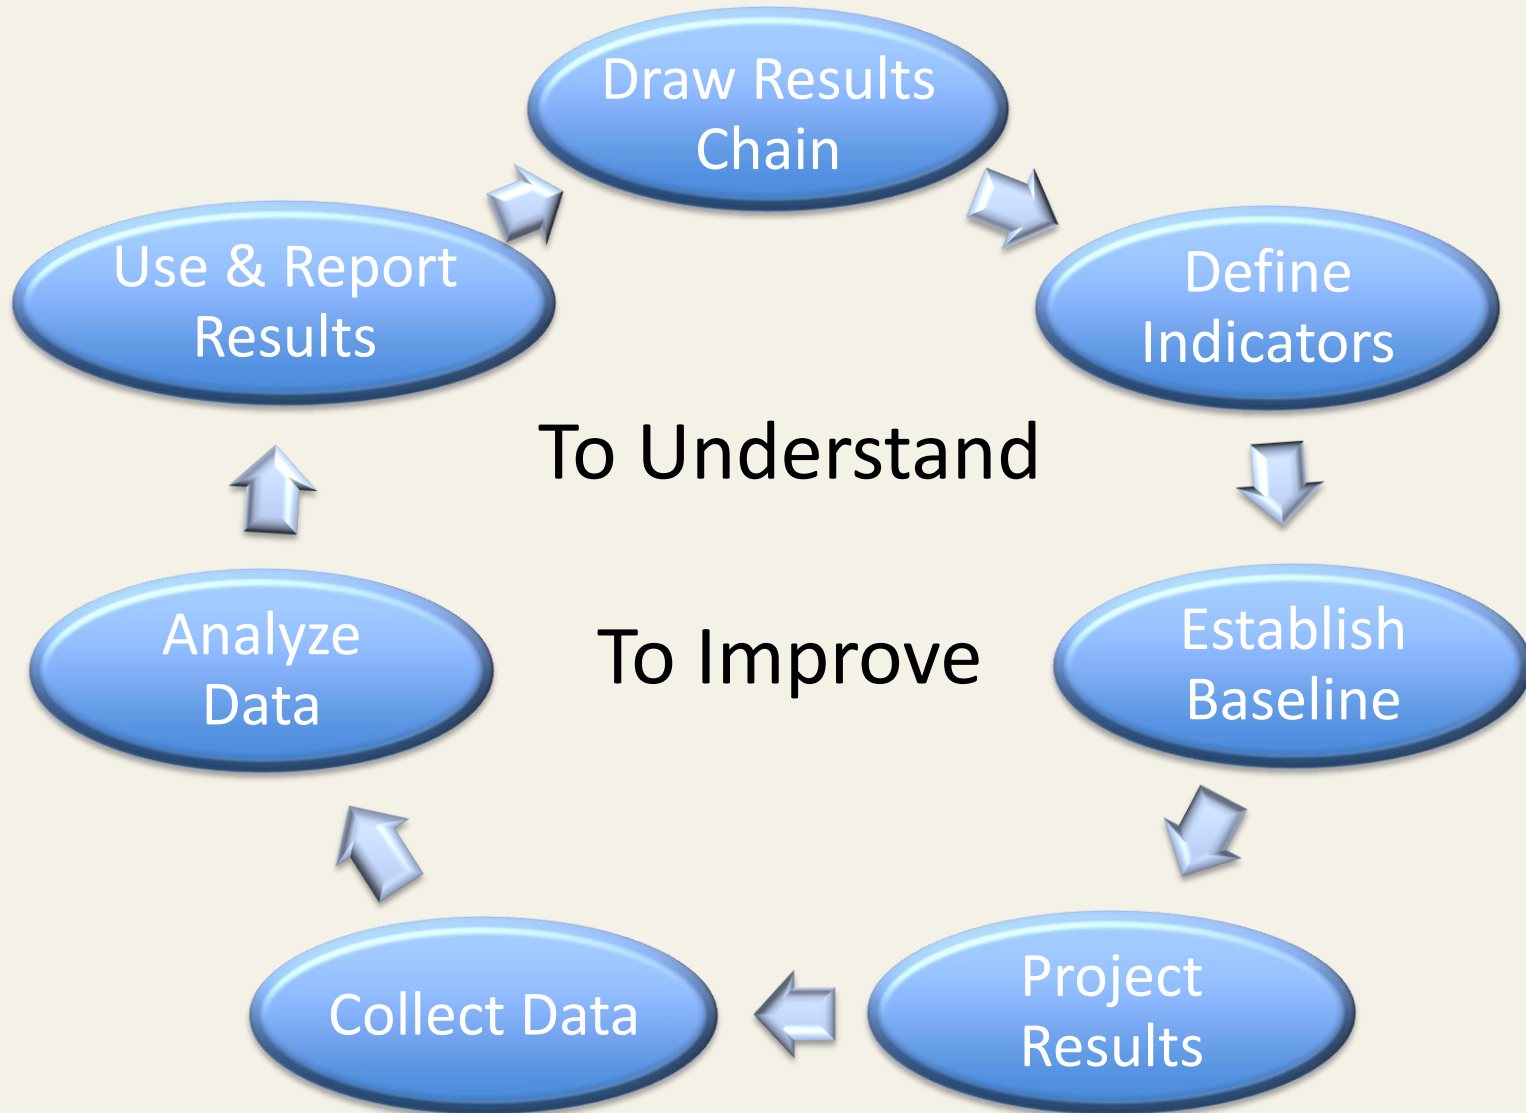 Draw Results
Chain
Define
Indicators
Establish
Baseline
Project
Results
Collect Data
Analyze
Data
Use & Report
Results
To Understand
To Improve